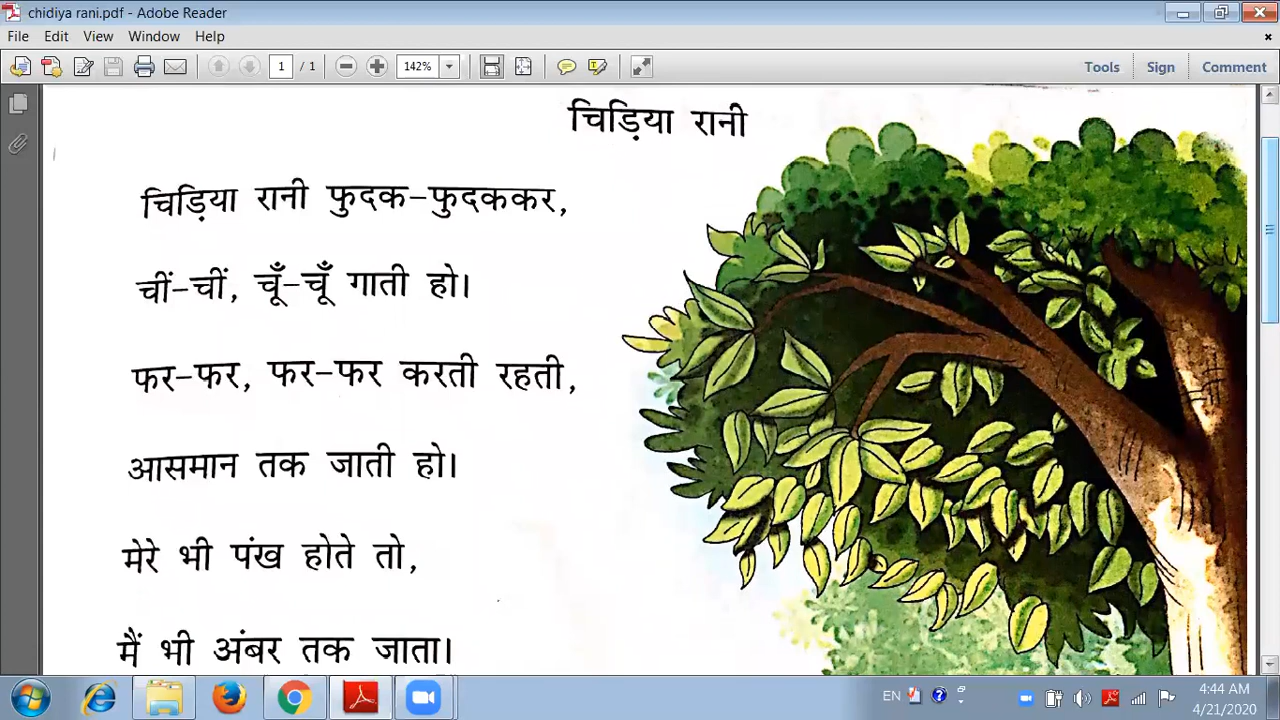 chidiya rani.pdf - Adobe Reader
File Edit View Window Help
1 / 1 142% Tools Sign Comment
चिड़िया रानी
चिड़िया रानी फुदक-फुदककर,
चीं-चीं, चूँ-चूँ गाती हो।
फर-फर, फर-फर करती रहती,
आसमान तक जाती हो।
मेरे भी पंख होते तो,
मैं भी अंबर तक जाता।
EN 4:44 AM
4/21/2020